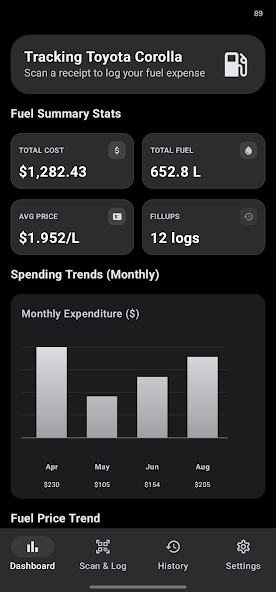 89
Tracking Toyota Corolla
Scan a receipt to log your fuel expense
Fuel Summary Stats
TOTAL COST
$
$1,282.43
TOTAL FUEL
652.8 L
AVG PRICE
$1.952/L
FILLUPS
12 logs
Spending Trends (Monthly)
Monthly Expenditure ($)
Apr May Jun Aug
$230 $105 $154 $205
Fuel Price Trend
Dashboard Scan & Log History Settings